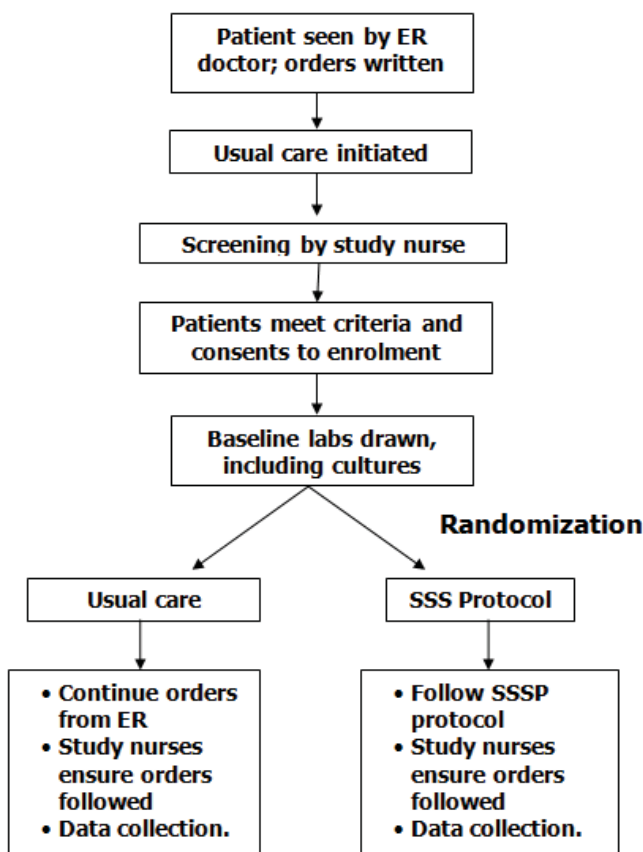 Patient seen by ER
doctor; orders written
Usual care initiated
Screening by study nurse
Patients meet criteria and
consents to enrolment
Baseline labs drawn,
including cultures
Randomization
Usual care
SSS Protocol
• Continue orders
from ER
• Study nurses
ensure orders
followed
• Data collection.
• Follow SSSP
protocol
• Study nurses
ensure orders
followed
• Data collection.